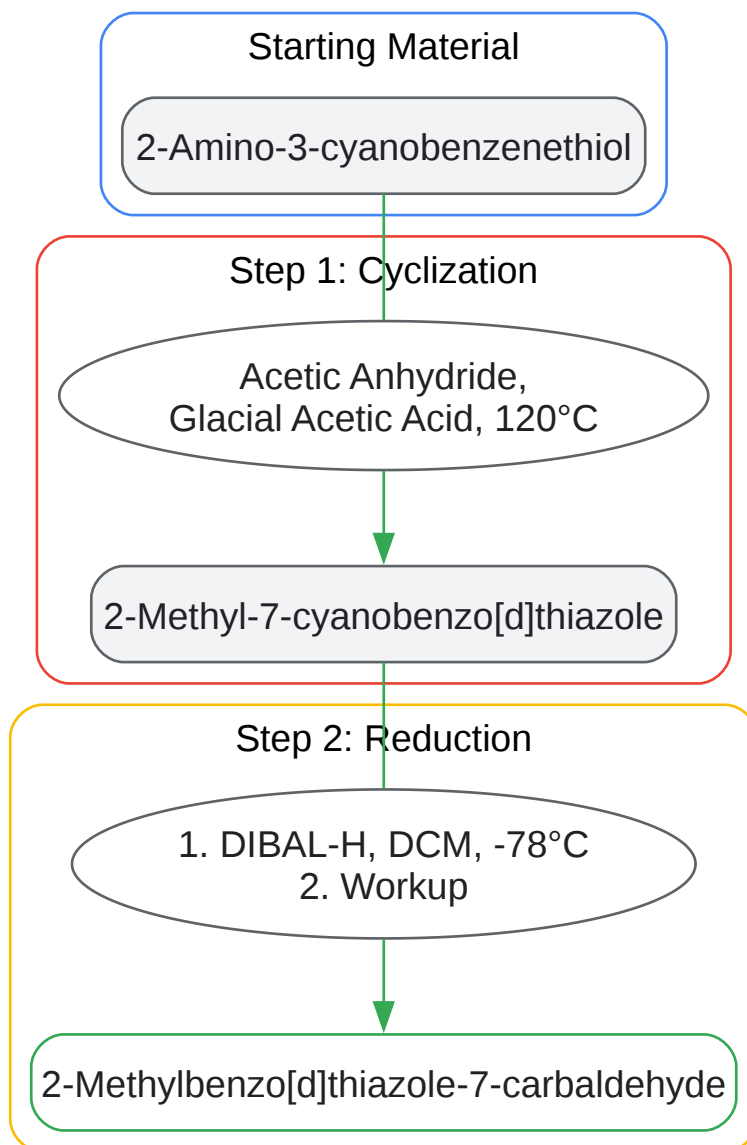 Starting Material
2-Amino-3-cyanobenzenethiol
Step 1: Cyclization
Acetic Anhydride,
Glacial Acetic Acid, 120°C
2-Methyl-7-cyanobenzo[d]thiazole
Step 2: Reduction
1. DIBAL-H, DCM, -78°C
2. Workup
2-Methylbenzo[d]thiazole-7-carbaldehyde